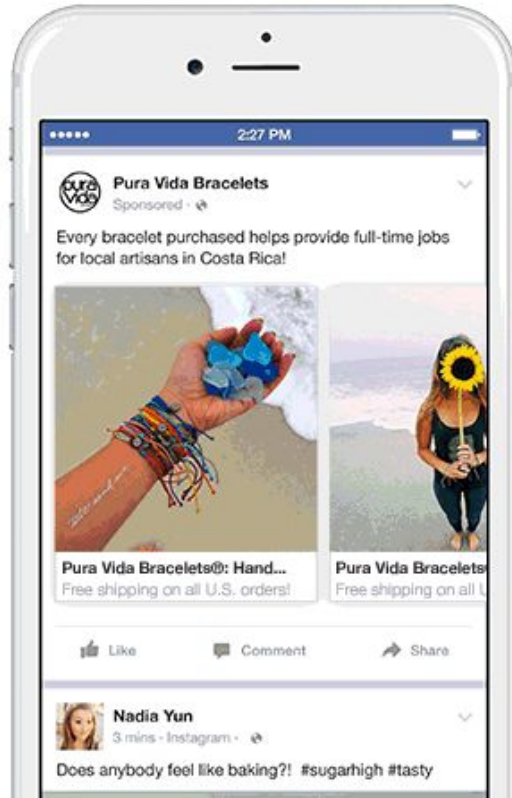 2:27 PM
pura
vida
Pura Vida Bracelets
Sponsored ·
Every bracelet purchased helps provide full-time jobs
for local artisans in Costa Rica!
Pura Vida Bracelets®: Hand...
Free shipping on all U.S. orders!
Pura Vida Bracelets
Free shipping on all U
Like
Comment
Share
Nadia Yun
3 mins · Instagram ·
Does anybody feel like baking?! #sugarhigh #tasty